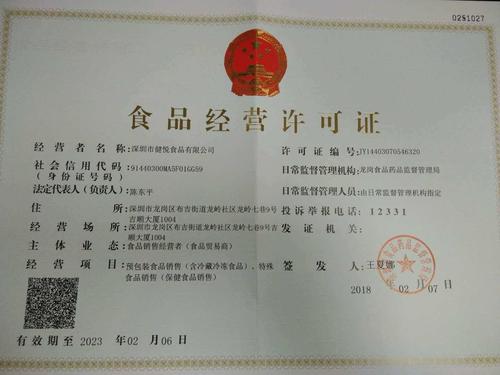 0251027
食品经营许可证
经营者名称：深圳市健悦食品有限公司
社会信用代码：91440300MA5F01GG59
（身份证号码）
法定代表人（负责人）：陈东平
住所：深圳市龙岗区布吉街道龙岭社区龙岭七巷9号
吉顺大厦1004
经营场所：深圳市龙岗区布吉街道龙岭社区龙岭七巷9号吉
顺大厦1004
主体业态：食品销售经营者（食品贸易商）
经营项目：预包装食品销售（含冷藏冷冻食品），特殊
食品销售（保健食品销售）
许可证编号：JY14403070546320
日常监督管理机构：龙岗食品药品监督管理局
日常监督管理人员：由日常监督管理机构指定
投诉举报电话：12331
发证机关：
签发人：王夏娜
2018 年 02 月 07 日
有效期至 2023 年 02 月 06 日